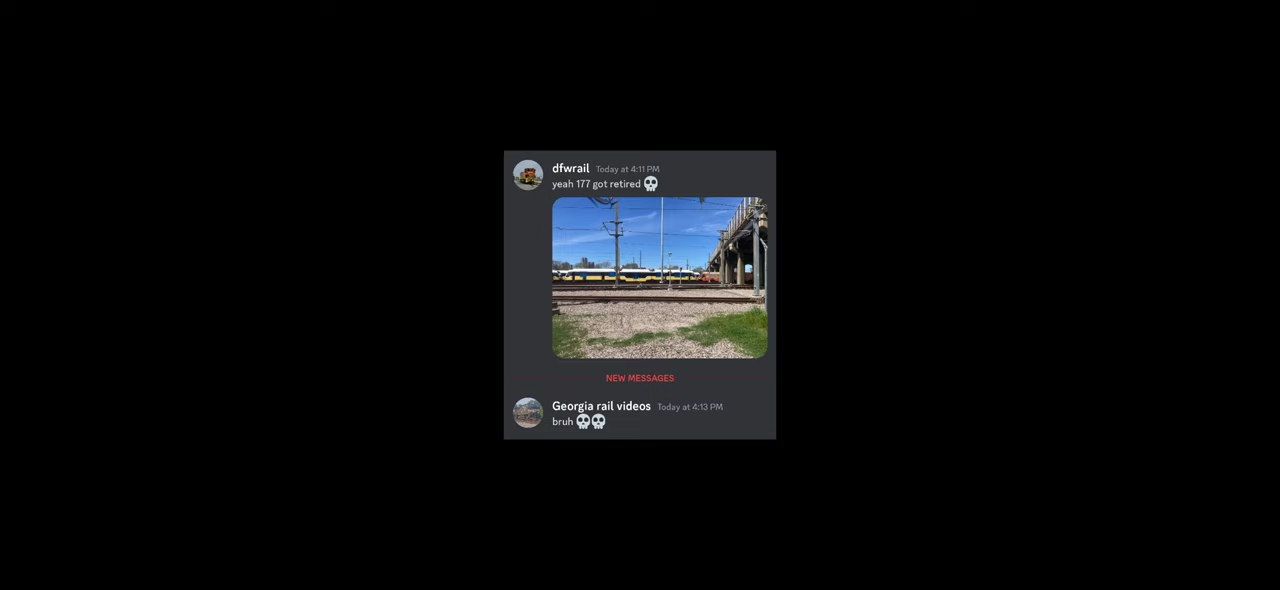 dfwrail Today at 4:11 PM
yeah 177 got retired 💀
NEW MESSAGES
Georgia rail videos Today at 4:13 PM
bruh 💀💀